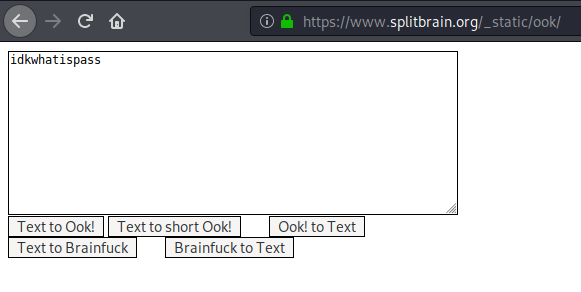 https://www.splitbrain.org/_static/ook/
idkwhatispass
Text to Ook! Text to short Ook! Ook! to Text
Text to Brainfuck Brainfuck to Text